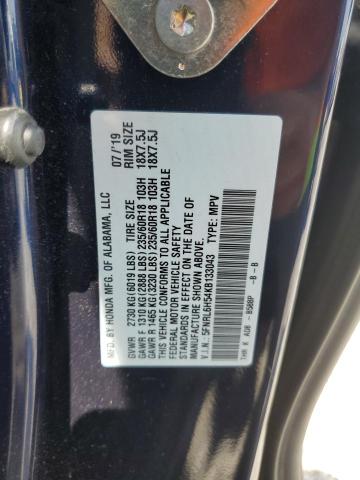 MFD. BY HONDA MFG. OF ALABAMA, LLC 07/'19
GVWR 2730 KG (6019 LBS) TIRE SIZE RIM SIZE
GAWR F 1310 KG (2888 LBS) 235/60R18 103H 18X7.5J
GAWR R 1465 KG (3230 LBS) 235/60R18 103H 18X7.5J
THIS VEHICLE CONFORMS TO ALL APPLICABLE
FEDERAL MOTOR VEHICLE SAFETY
STANDARDS IN EFFECT ON THE DATE OF
MANUFACTURE SHOWN ABOVE.
V.I.N.: 5FNRL6H54KB133043 TYPE: MPV
THR K AOB - B588P -B-B